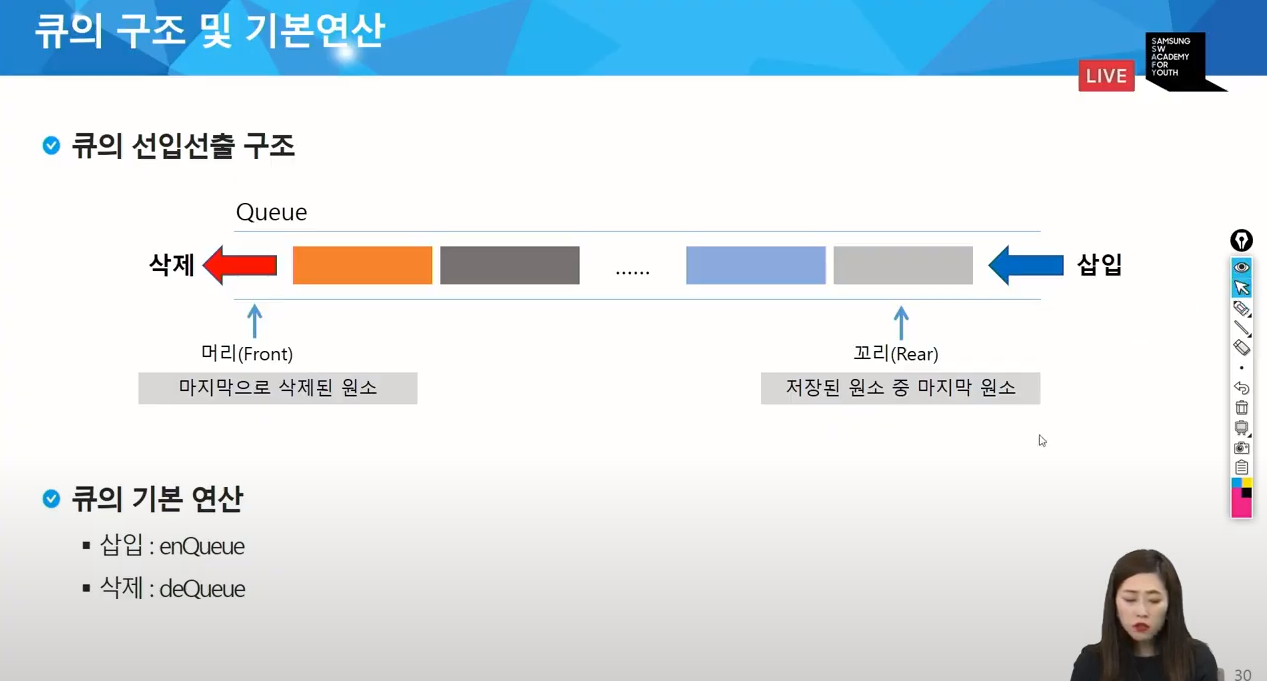 큐의 구조 및 기본연산
SAMSUNG
SW
ACADEMY
FOR
YOUTH
LIVE
큐의 선입선출 구조
Queue
삭제
......
삽입
머리(Front)
꼬리(Rear)
마지막으로 삭제된 원소
저장된 원소 중 마지막 원소
큐의 기본 연산
▪ 삽입 : enQueue
▪ 삭제 : deQueue
30